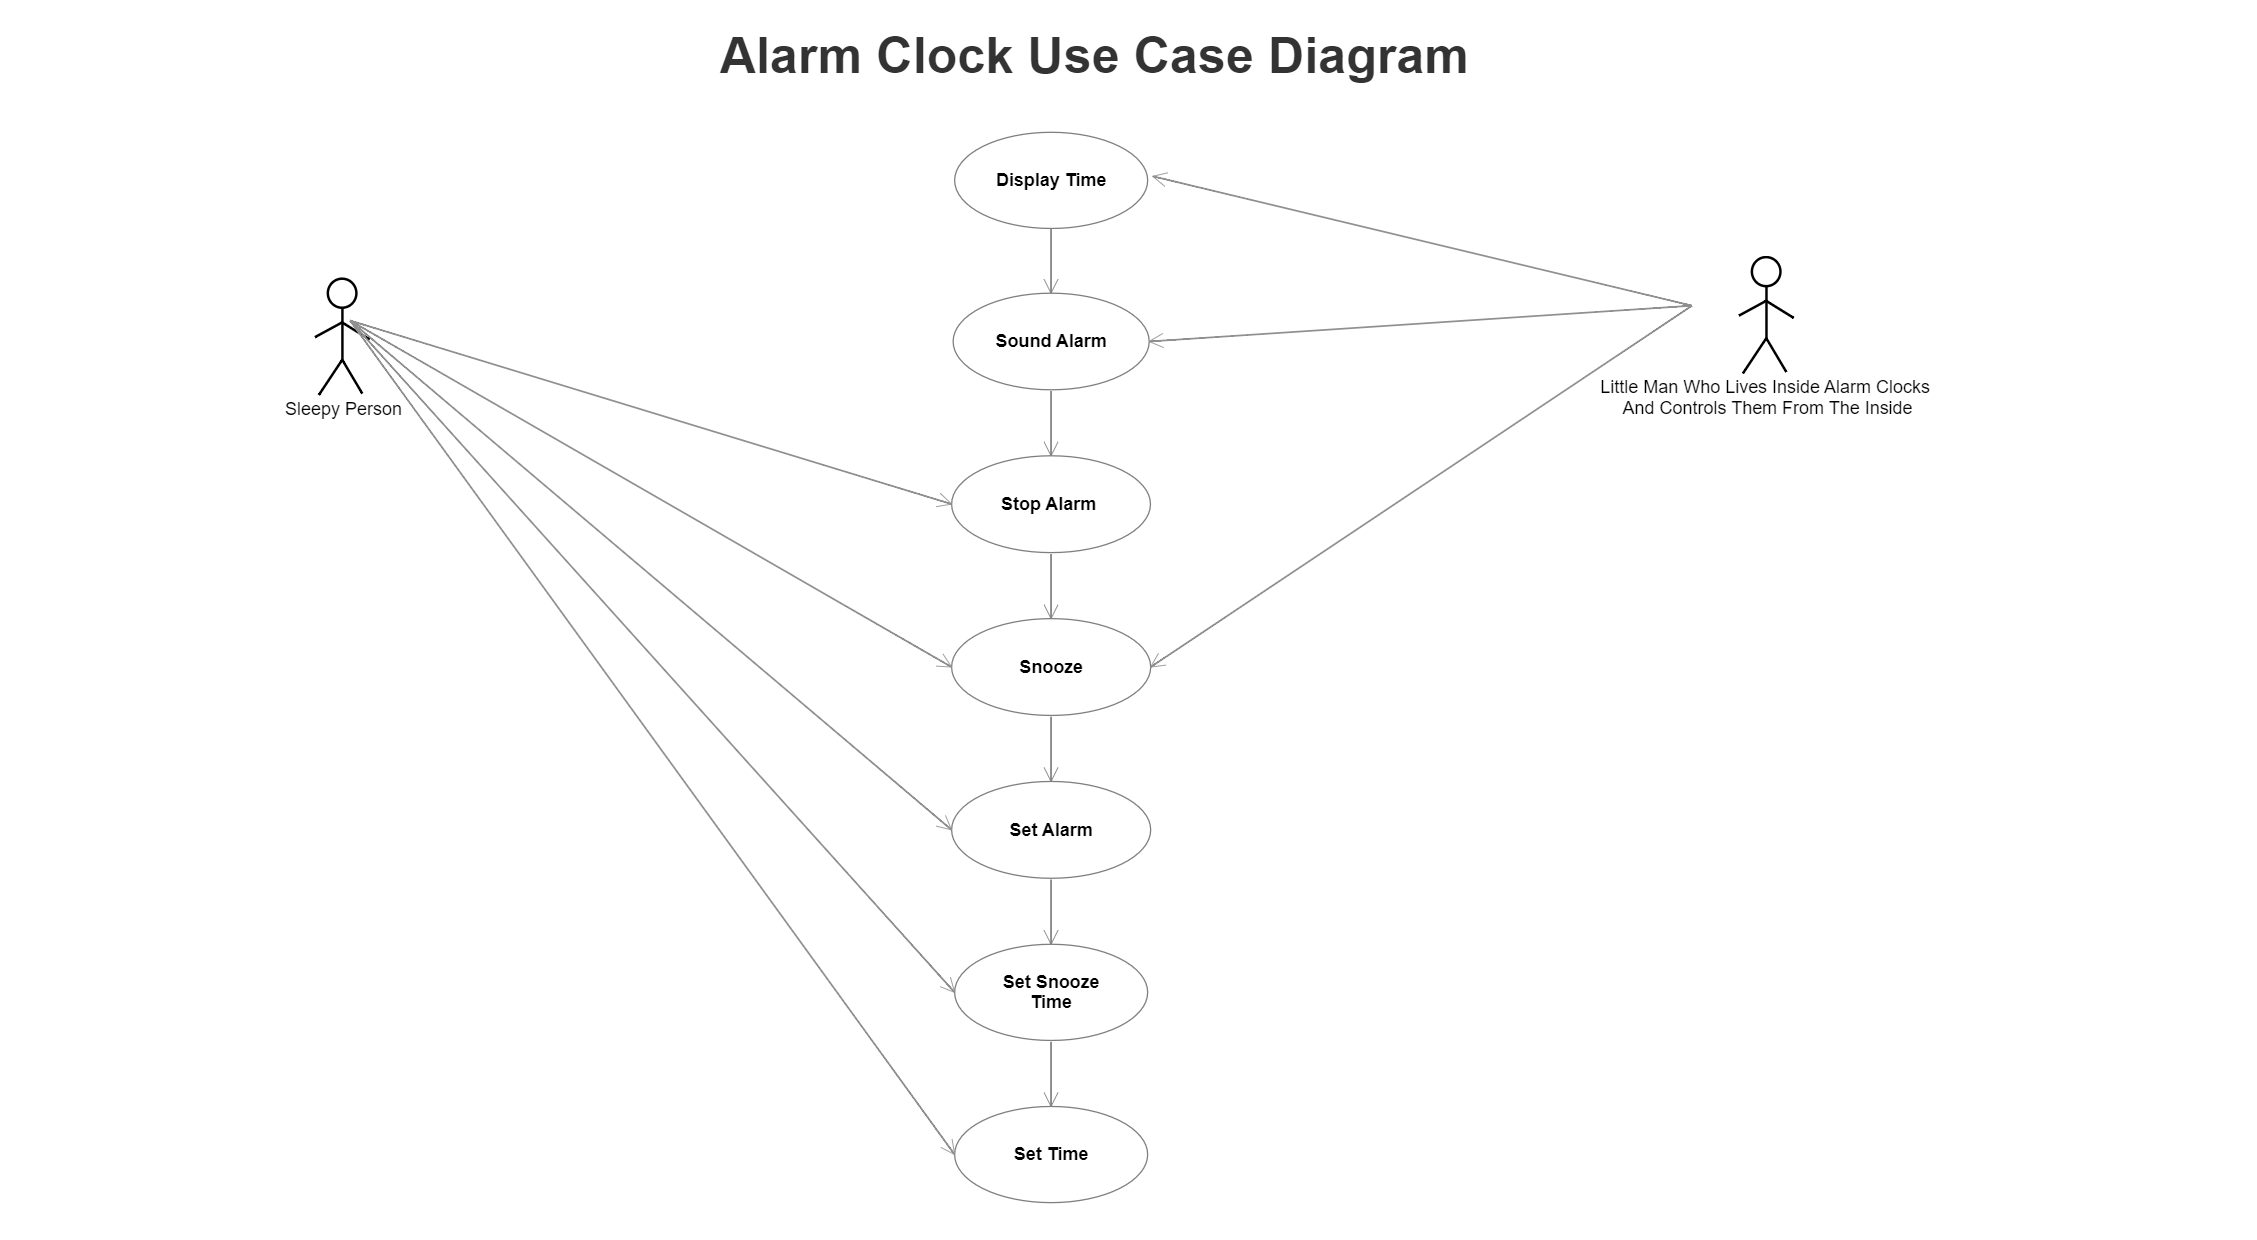 Alarm Clock Use Case Diagram
Display Time
Sound Alarm
Sleepy Person
Little Man Who Lives Inside Alarm Clocks
And Controls Them From The Inside
Stop Alarm
Snooze
Set Alarm
Set Snooze
Time
Set Time